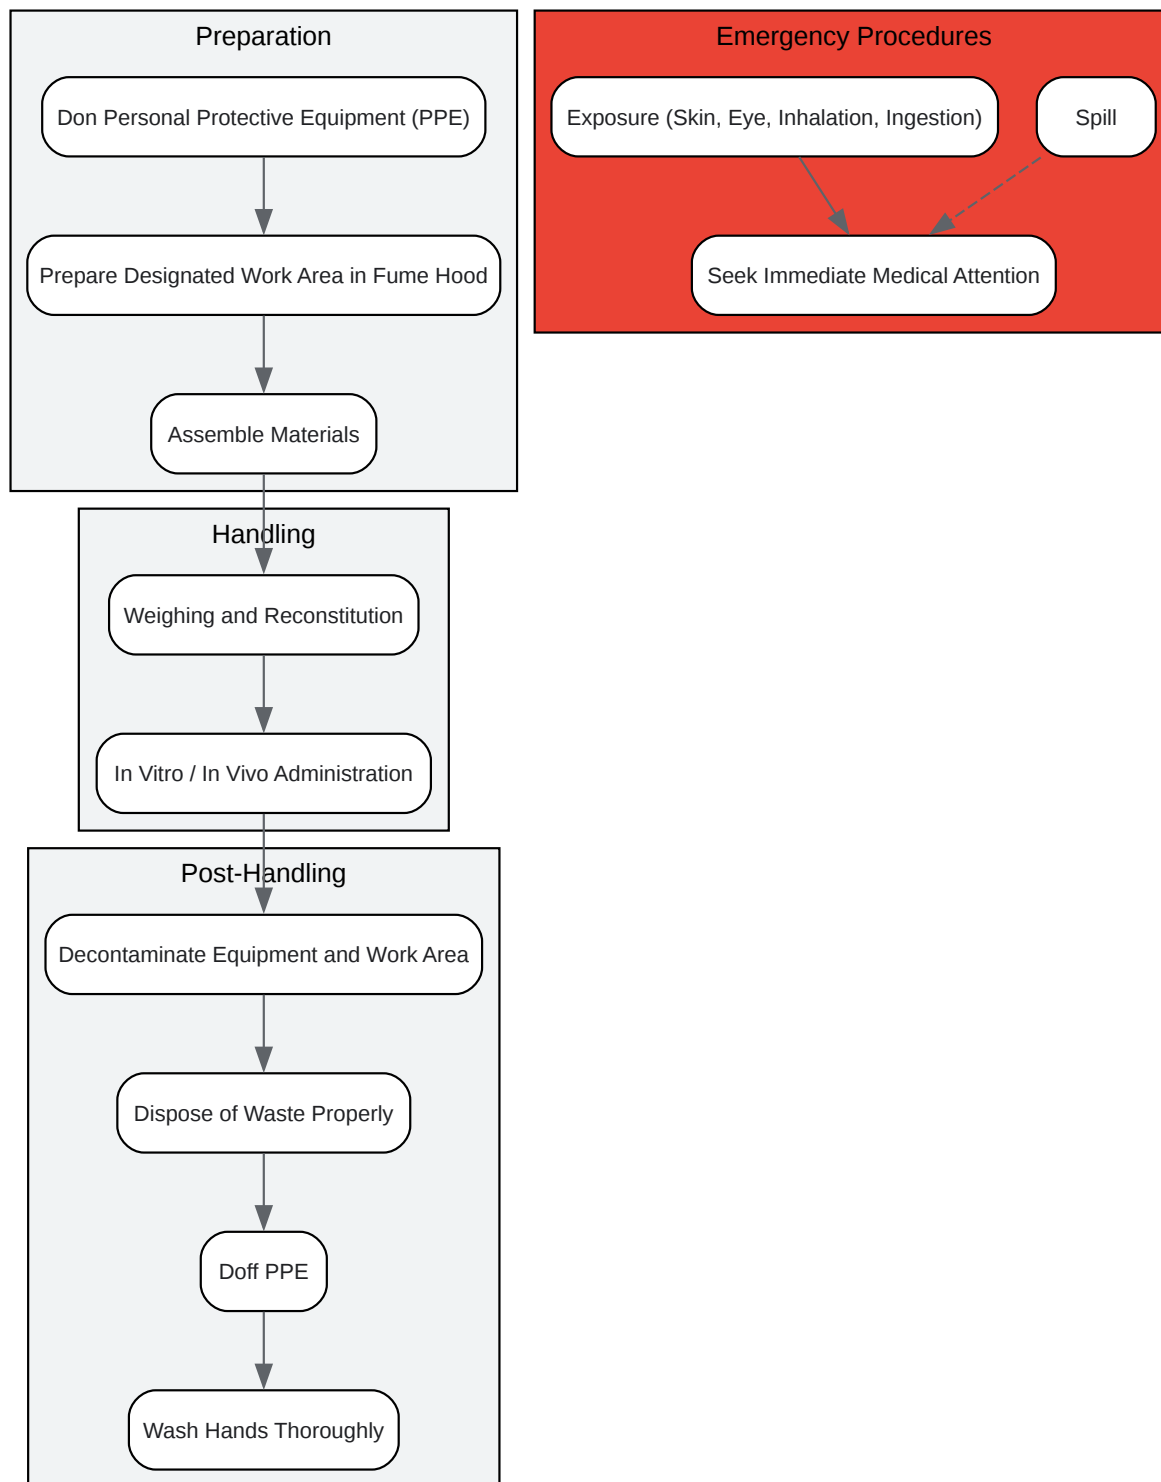 Preparation
Don Personal Protective Equipment (PPE)
Prepare Designated Work Area in Fume Hood
Assemble Materials
Handling
Weighing and Reconstitution
In Vitro / In Vivo Administration
Post-Handling
Decontaminate Equipment and Work Area
Dispose of Waste Properly
Doff PPE
Wash Hands Thoroughly
Emergency Procedures
Exposure (Skin, Eye, Inhalation, Ingestion)
Spill
Seek Immediate Medical Attention